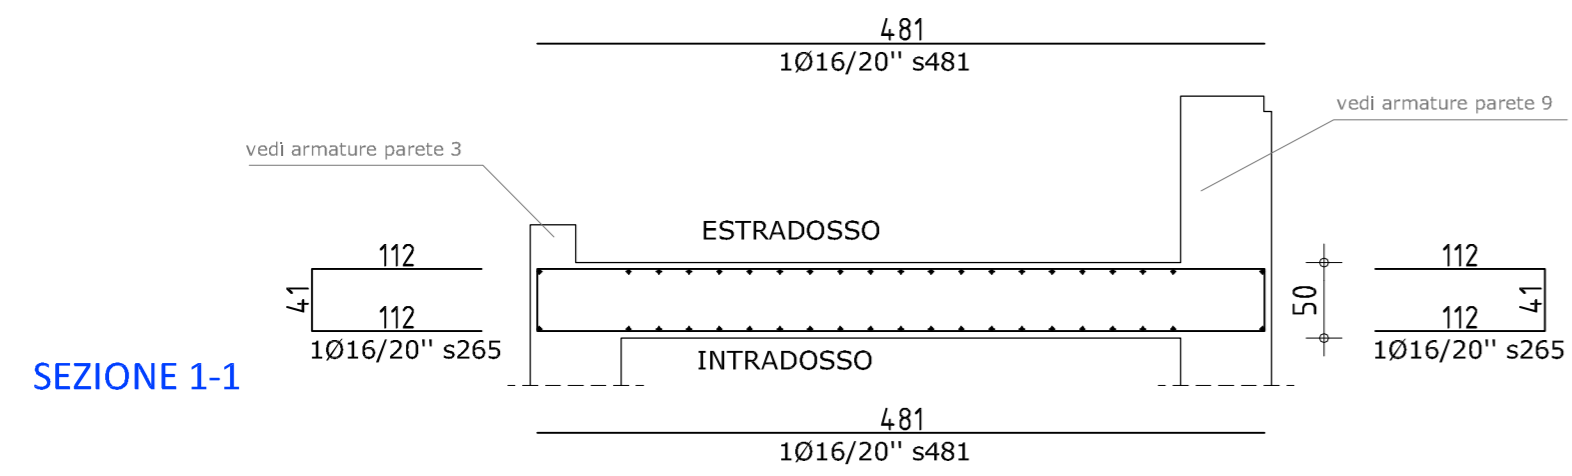 481
1Ø16/20'' s481
vedi armature parete 9
vedi armature parete 3
ESTRADOSSO
112
112
41
50
41
112
112
1Ø16/20'' s265
1Ø16/20'' s265
INTRADOSSO
SEZIONE 1-1
481
1Ø16/20'' s481